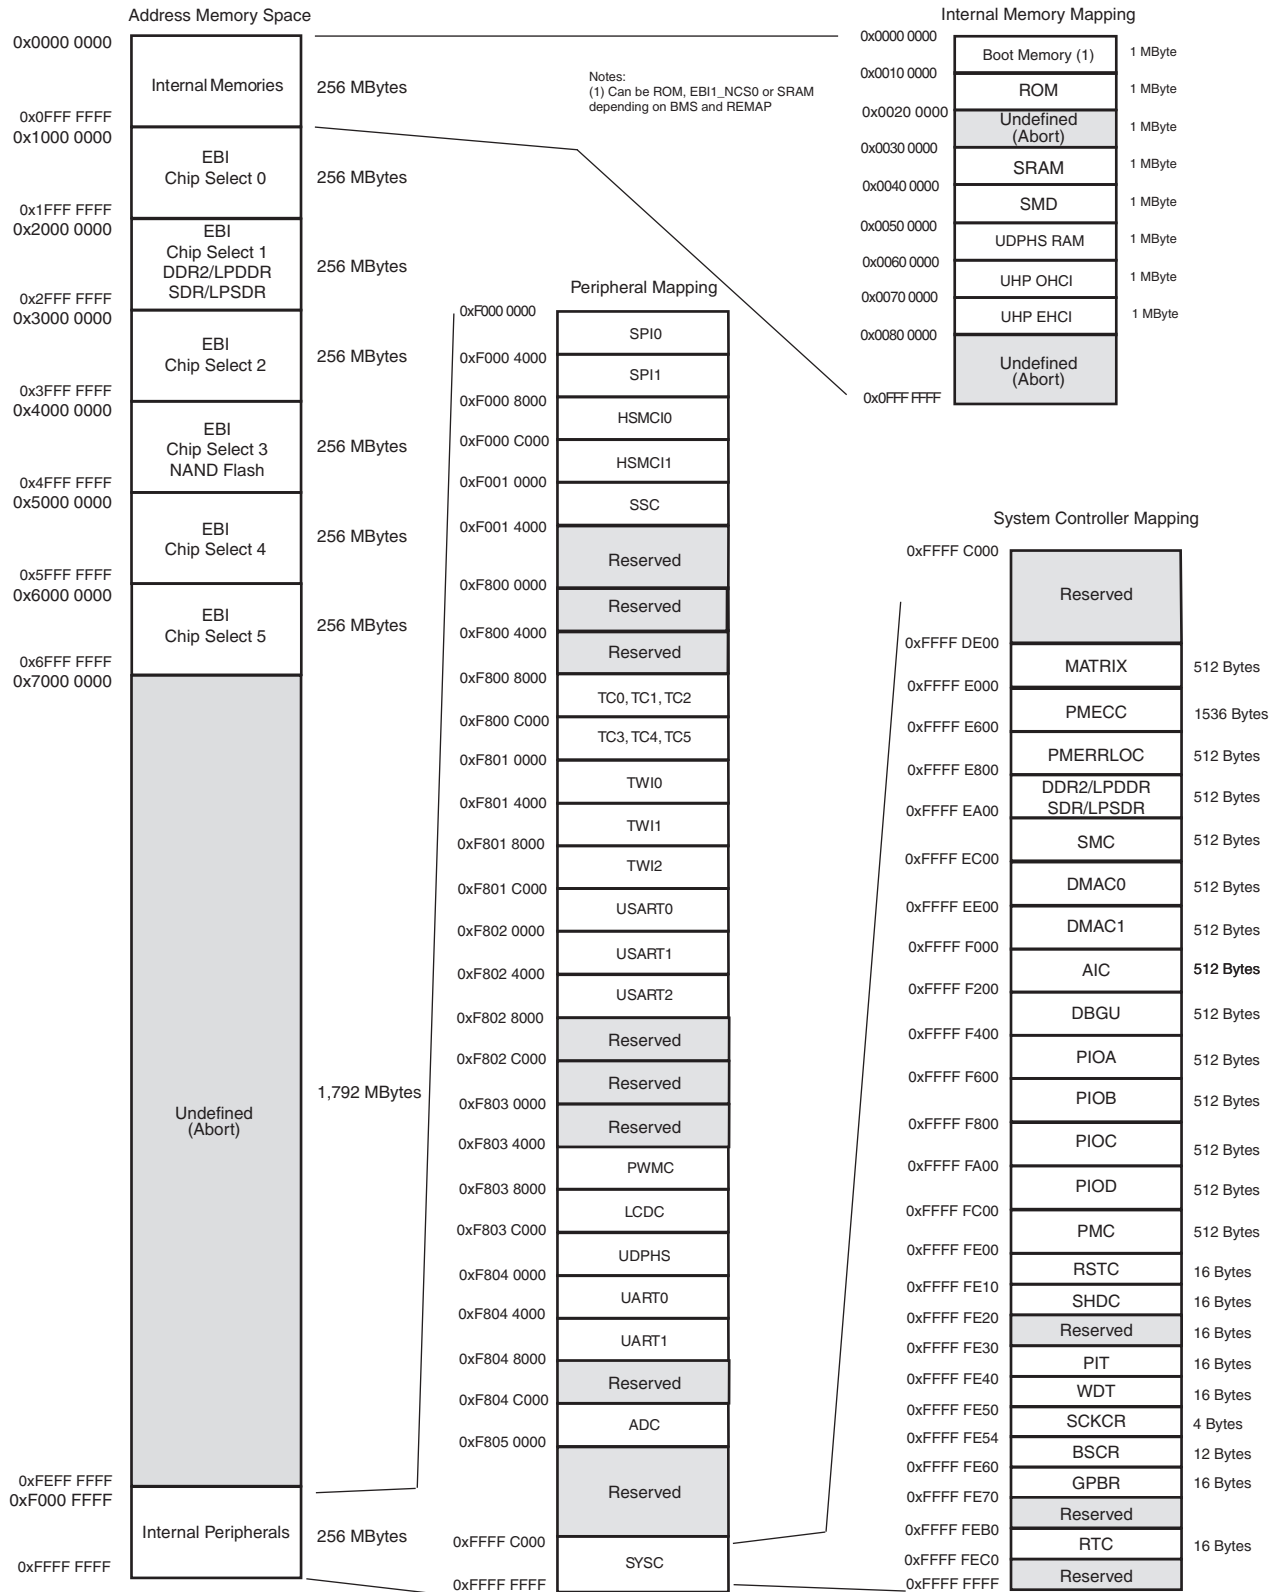 Address Memory Space
0x0000 0000
Internal Memories
256 MBytes
0x0FFF FFFF
0x1000 0000
EBI
Chip Select 0
256 MBytes
0x1FFF FFFF
0x2000 0000
EBI
Chip Select 1
DDR2/LPDDR
SDR/LPSDR
256 MBytes
0x2FFF FFFF
0x3000 0000
EBI
Chip Select 2
256 MBytes
0x3FFF FFFF
0x4000 0000
EBI
Chip Select 3
NAND Flash
256 MBytes
0x4FFF FFFF
0x5000 0000
EBI
Chip Select 4
256 MBytes
0x5FFF FFFF
0x6000 0000
EBI
Chip Select 5
256 MBytes
0x6FFF FFFF
0x7000 0000
Undefined
(Abort)
1,792 MBytes
0xFEFF FFFF
0xF000 FFFF
Internal Peripherals
256 MBytes
0xFFFF FFFF
Notes:
(1) Can be ROM, EBI1_NCS0 or SRAM
depending on BMS and REMAP
Peripheral Mapping
0xF000 0000
SPI0
0xF000 4000
SPI1
0xF000 8000
HSMCI0
0xF000 C000
HSMCI1
0xF001 0000
SSC
0xF001 4000
Reserved
0xF800 0000
Reserved
0xF800 4000
Reserved
0xF800 8000
TC0, TC1, TC2
0xF800 C000
TC3, TC4, TC5
0xF801 0000
TWI0
0xF801 4000
TWI1
0xF801 8000
TWI2
0xF801 C000
USART0
0xF802 0000
USART1
0xF802 4000
USART2
0xF802 8000
Reserved
0xF802 C000
Reserved
0xF803 0000
Reserved
0xF803 4000
PWMC
0xF803 8000
LCDC
0xF803 C000
UDPHS
0xF804 0000
UART0
0xF804 4000
UART1
0xF804 8000
Reserved
0xF804 C000
ADC
0xF805 0000
Reserved
0xFFFF C000
SYSC
0xFFFF FFFF
Internal Memory Mapping
0x0000 0000
Boot Memory (1)
1 MByte
0x0010 0000
ROM
1 MByte
0x0020 0000
Undefined
(Abort)
1 MByte
0x0030 0000
SRAM
1 MByte
0x0040 0000
SMD
1 MByte
0x0050 0000
UDPHS RAM
1 MByte
0x0060 0000
UHP OHCI
1 MByte
0x0070 0000
UHP EHCI
1 MByte
0x0080 0000
Undefined
(Abort)
0x0FFF FFFF
System Controller Mapping
0xFFFF C000
Reserved
0xFFFF DE00
MATRIX
512 Bytes
0xFFFF E000
PMECC
1536 Bytes
0xFFFF E600
PMERRLOC
512 Bytes
0xFFFF E800
DDR2/LPDDR
SDR/LPSDR
512 Bytes
0xFFFF EA00
SMC
512 Bytes
0xFFFF EC00
DMAC0
512 Bytes
0xFFFF EE00
DMAC1
512 Bytes
0xFFFF F000
AIC
512 Bytes
0xFFFF F200
DBGU
512 Bytes
0xFFFF F400
PIOA
512 Bytes
0xFFFF F600
PIOB
512 Bytes
0xFFFF F800
PIOC
512 Bytes
0xFFFF FA00
PIOD
512 Bytes
0xFFFF FC00
PMC
512 Bytes
0xFFFF FE00
RSTC
16 Bytes
0xFFFF FE10
SHDC
16 Bytes
0xFFFF FE20
Reserved
16 Bytes
0xFFFF FE30
PIT
16 Bytes
0xFFFF FE40
WDT
16 Bytes
0xFFFF FE50
SCKCR
4 Bytes
0xFFFF FE54
BSCR
12 Bytes
0xFFFF FE60
GPBR
16 Bytes
0xFFFF FE70
Reserved
0xFFFF FEB0
RTC
16 Bytes
0xFFFF FEC0
Reserved
0xFFFF FFFF